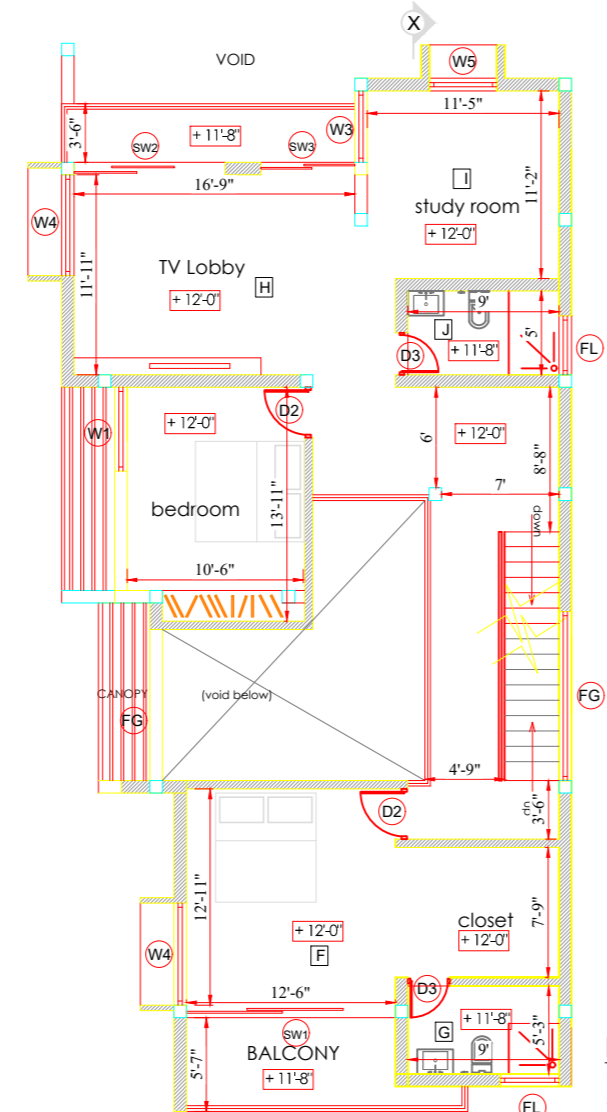 X
VOID
W5
11'-5"
3'-6"
SW2
+ 11'-8"
SW3
W3
16'-9"
I
11'-2"
study room
+ 12'-0"
W4
11'-11"
TV Lobby
H
+ 12'-0"
9'
J
5'
+ 11'-8"
D3
FL
W1
+ 12'-0"
D2
6'
+ 12'-0"
8'-8"
7'
bedroom
13'-11"
down
10'-6"
CANOPY
(void below)
FG
FG
4'-9"
up
3'-6"
D2
12'-11"
7'-9"
closet
+ 12'-0"
+ 12'-0"
F
W4
D3
12'-6"
+ 11'-8"
5'-3"
SW1
G
9'
BALCONY
5'-7"
+ 11'-8"
FL